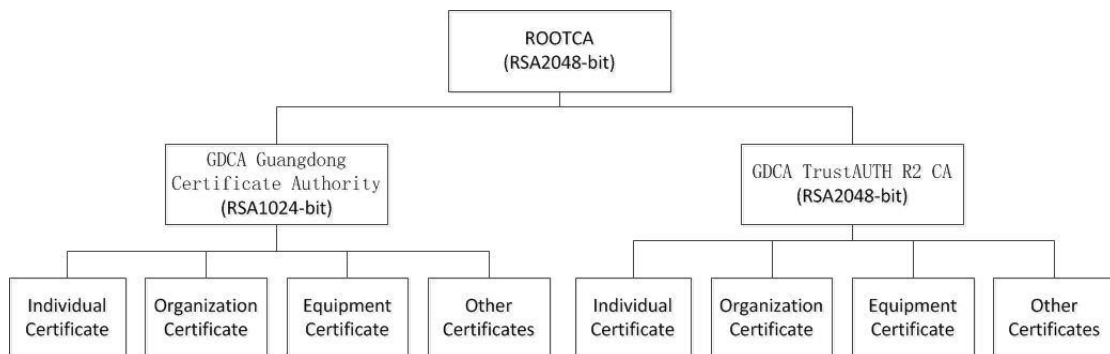 ROOTCA
(RSA2048-bit)
GDCA Guangdong
Certificate Authority
(RSA1024-bit)
GDCA TrustAUTH R2 CA
(RSA2048-bit)
Individual
Certificate
Organization
Certificate
Equipment
Certificate
Other
Certificates
Individual
Certificate
Organization
Certificate
Equipment
Certificate
Other
Certificates